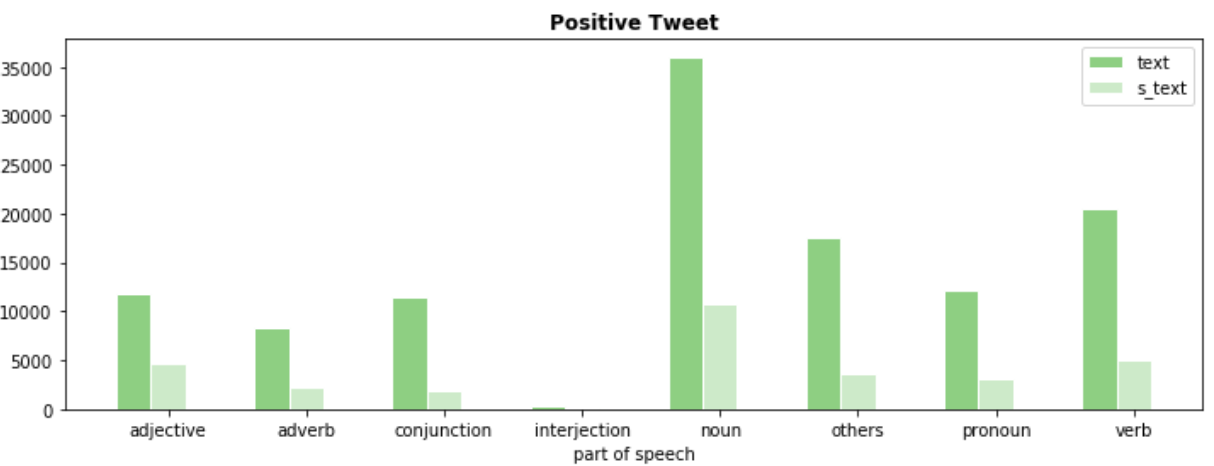 Positive Tweet
text
s_text
35000
30000
25000
20000
15000
10000
5000
0
adjective adverb conjunction interjection noun others pronoun verb
part of speech